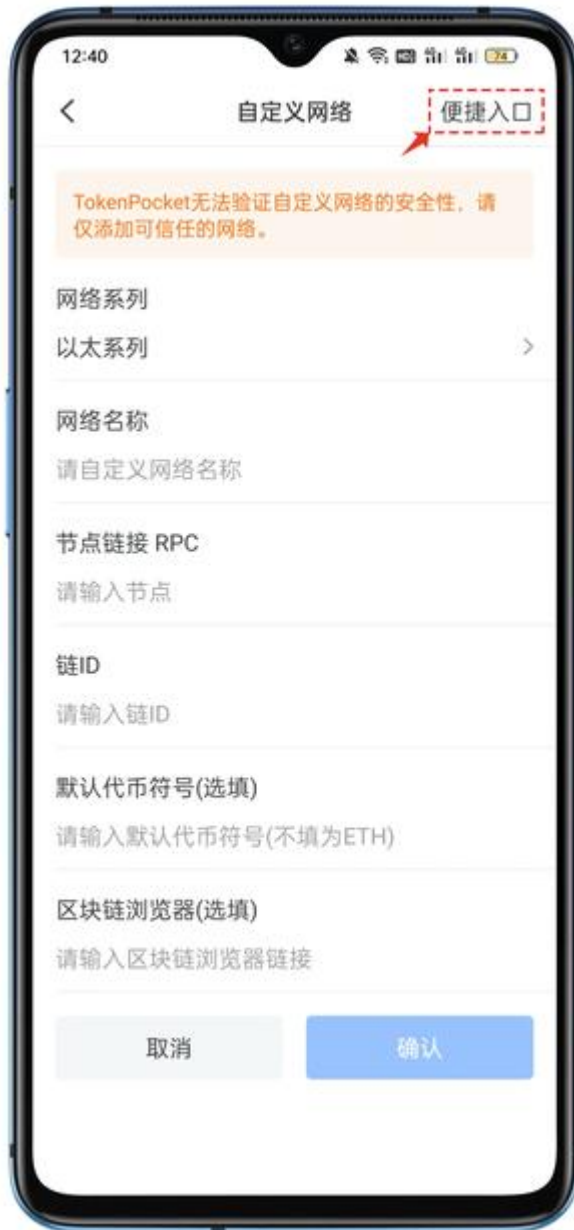 12:40
74
自定义网络
便捷入口
TokenPocket无法验证自定义网络的安全性，请
仅添加可信任的网络。
网络系列
以太系列
网络名称
请自定义网络名称
节点链接 RPC
请输入节点
链ID
请输入链ID
默认代币符号(选填)
请输入默认代币符号(不填为ETH)
区块链浏览器(选填)
请输入区块链浏览器链接
取消
确认